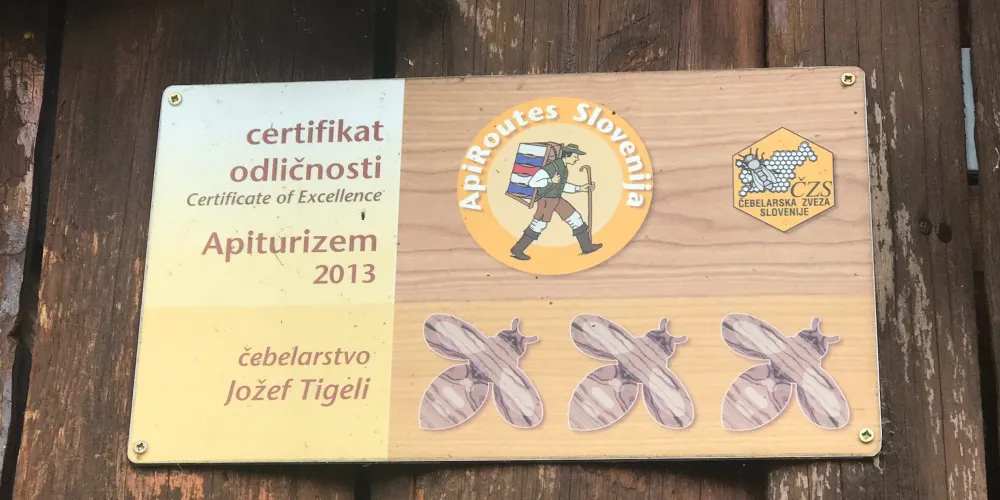 certifikat
odličnosti
Certificate of Excellence
Apiturizem
2013
čebelarstvo
Jožef Tigeli
ApiRoutes Slovenija
ČZS
ČEBELARSKA ZVEZA
SLOVENIJE